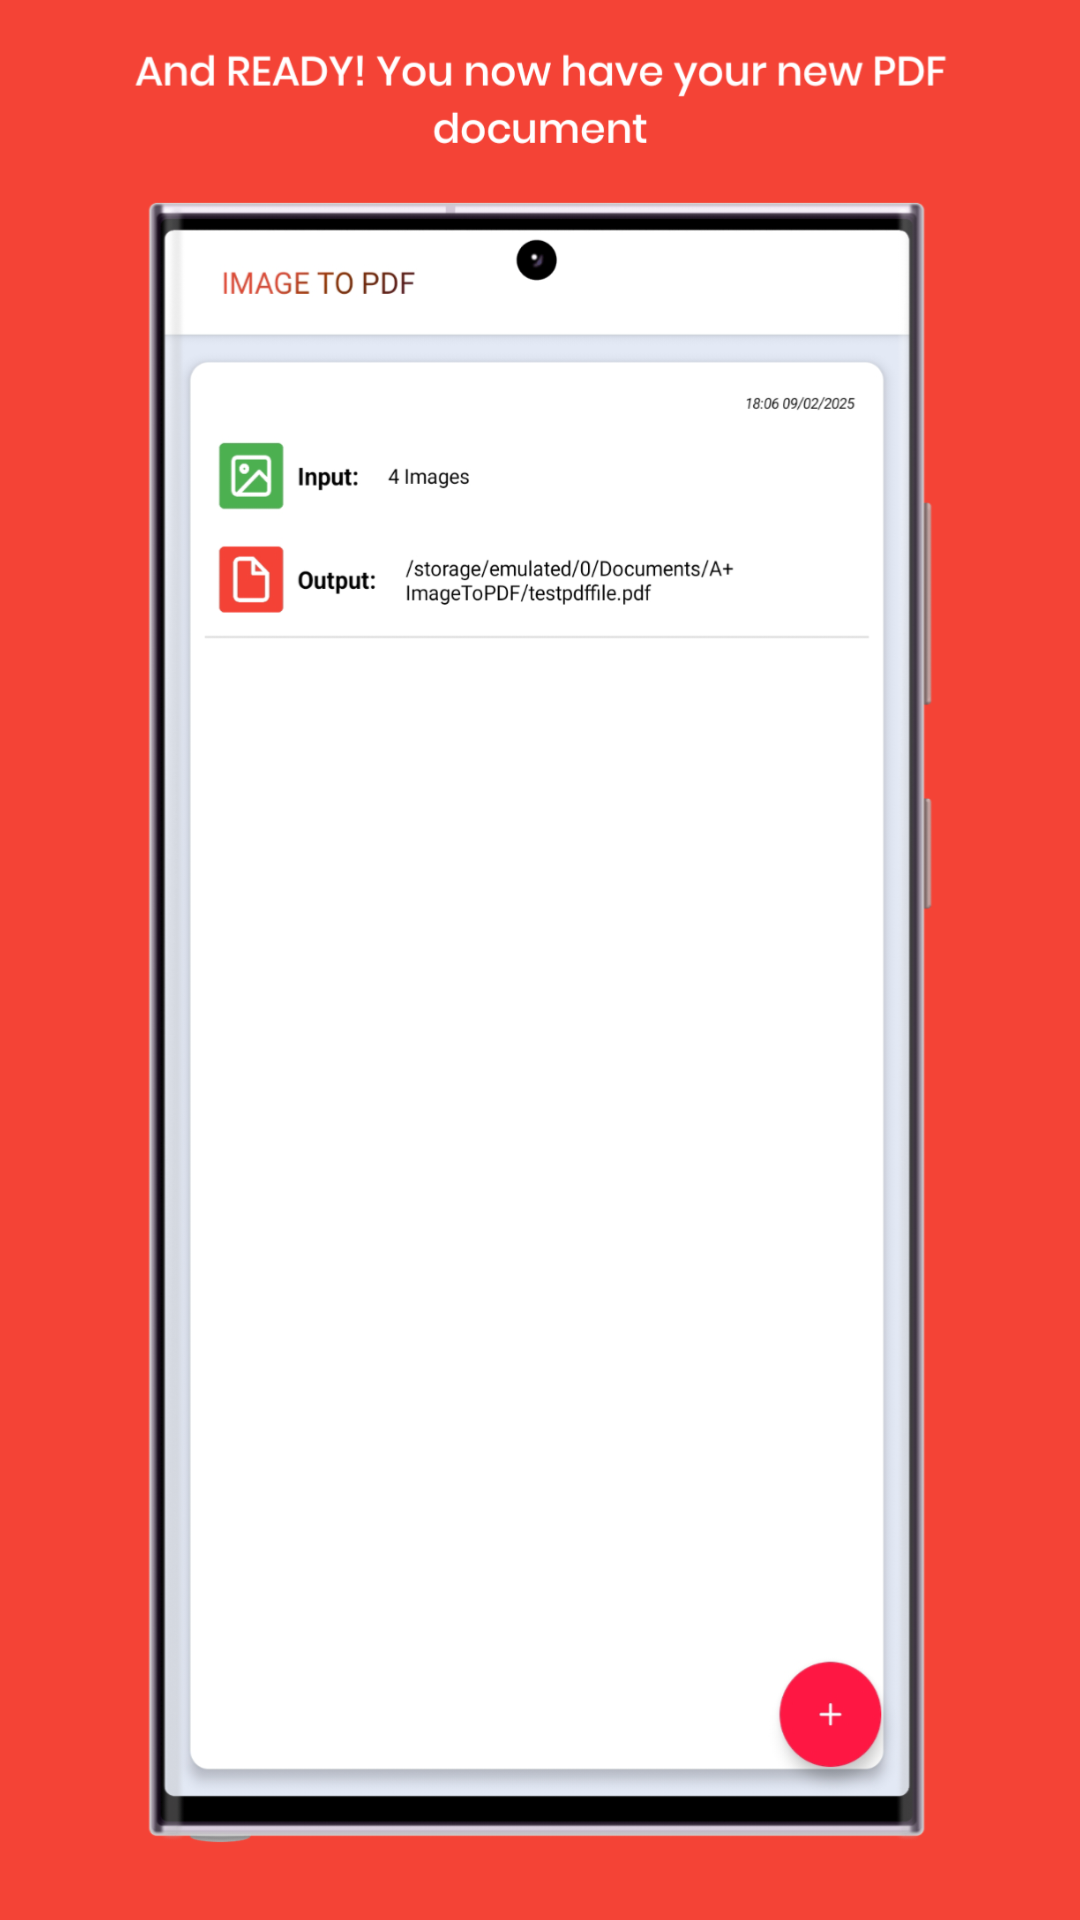 And READY! You now have your new PDF
document
IMAGE TO PDF
18:06 09/02/2025
Input: 4 Images
Output: /storage/emulated/0/Documents/A+
ImageToPDF/testpdffile.pdf
+